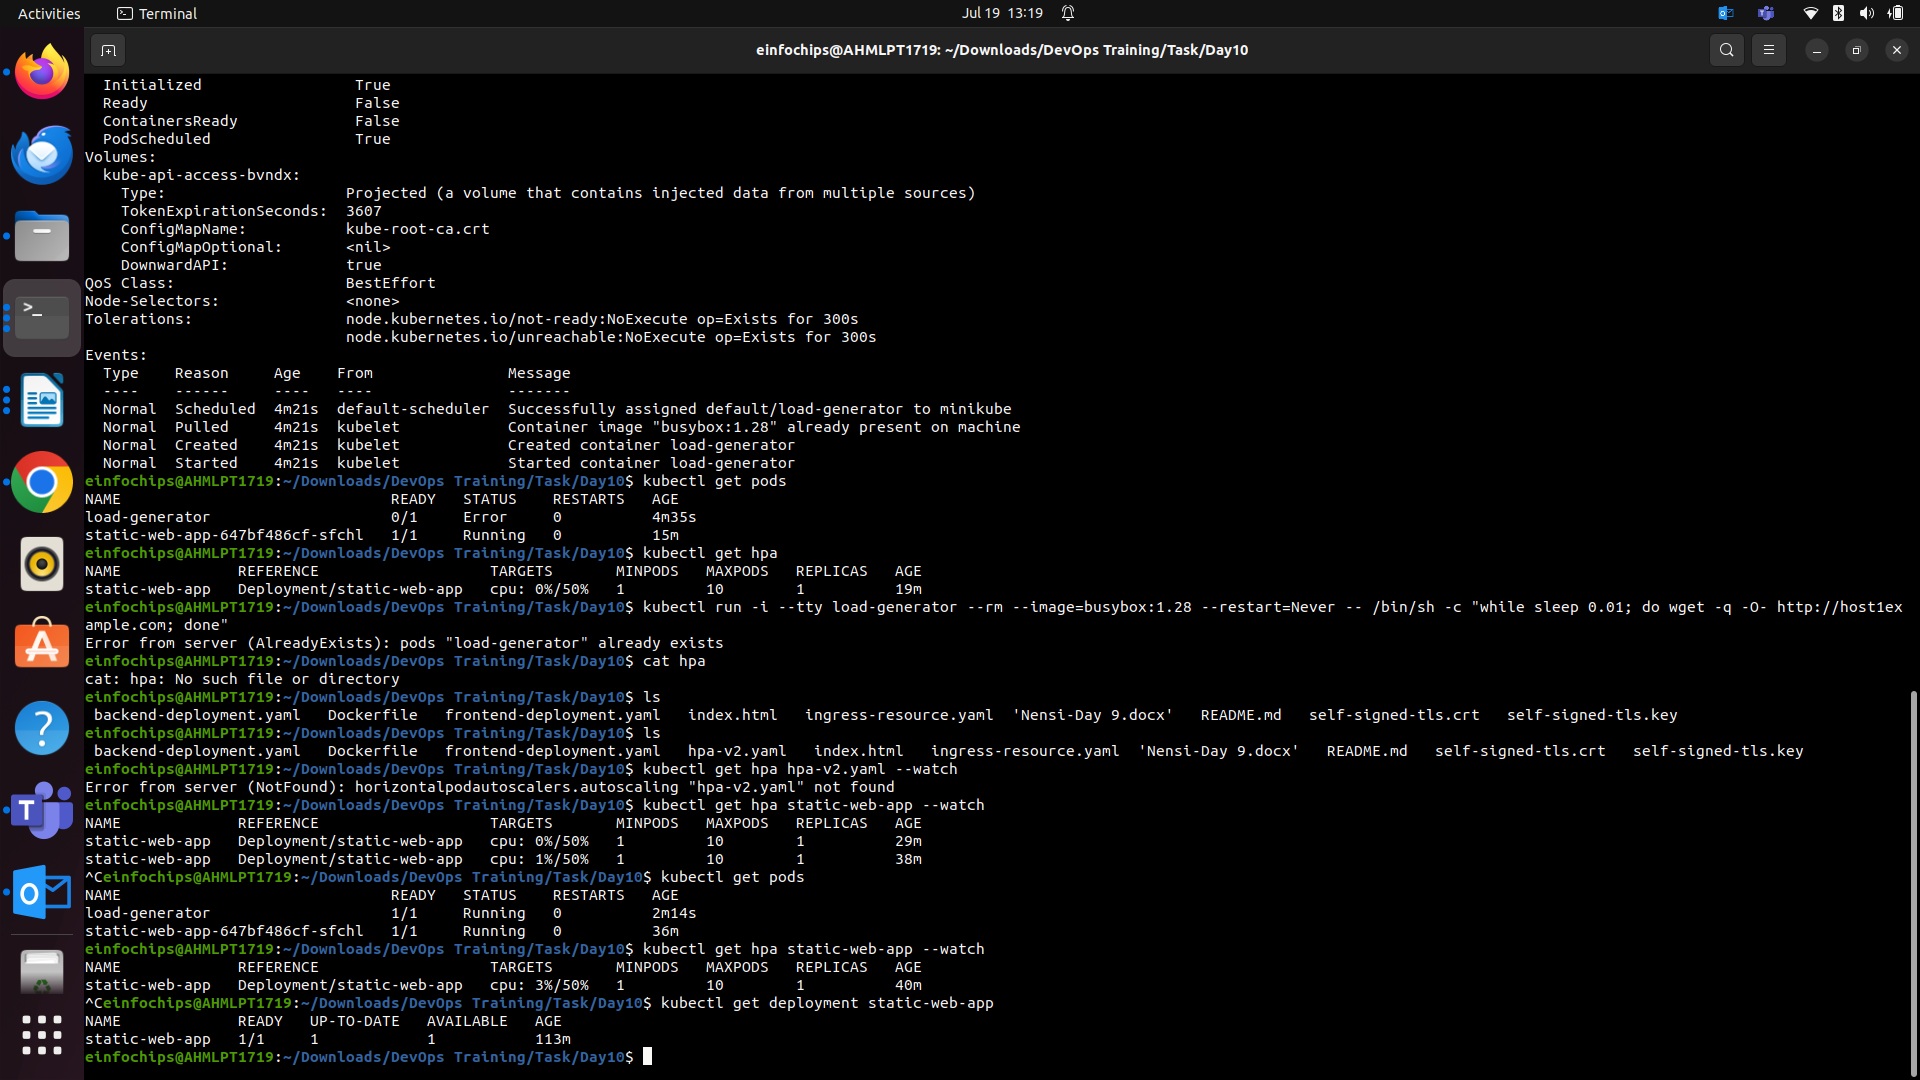 Activities Terminal Jul 19 13:19
einfochips@AHMLPT1719: ~/Downloads/DevOps Training/Task/Day10
Initialized True
Ready False
ContainersReady False
PodScheduled True
Volumes:
kube-api-access-bvndx:
Type: Projected (a volume that contains injected data from multiple sources)
TokenExpirationSeconds: 3607
ConfigMapName: kube-root-ca.crt
ConfigMapOptional: <nil>
DownwardAPI: true
QoS Class: BestEffort
Node-Selectors: <none>
Tolerations: node.kubernetes.io/not-ready:NoExecute op=Exists for 300s
node.kubernetes.io/unreachable:NoExecute op=Exists for 300s
Events:
Type Reason Age From Message
---- ------ ---- ---- -------
Normal Scheduled 4m21s default-scheduler Successfully assigned default/load-generator to minikube
Normal Pulled 4m21s kubelet Container image "busybox:1.28" already present on machine
Normal Created 4m21s kubelet Created container load-generator
Normal Started 4m21s kubelet Started container load-generator
einfochips@AHMLPT1719:~/Downloads/DevOps Training/Task/Day10$ kubectl get pods
NAME READY STATUS RESTARTS AGE
load-generator 0/1 Error 0 4m35s
static-web-app-647bf486cf-sfchl 1/1 Running 0 15m
einfochips@AHMLPT1719:~/Downloads/DevOps Training/Task/Day10$ kubectl get hpa
NAME REFERENCE TARGETS MINPODS MAXPODS REPLICAS AGE
static-web-app Deployment/static-web-app cpu: 0%/50% 1 10 1 19m
einfochips@AHMLPT1719:~/Downloads/DevOps Training/Task/Day10$ kubectl run -i --tty load-generator --rm --image=busybox:1.28 --restart=Never -- /bin/sh -c "while sleep 0.01; do wget -q -O- http://host1ex
ample.com; done"
Error from server (AlreadyExists): pods "load-generator" already exists
einfochips@AHMLPT1719:~/Downloads/DevOps Training/Task/Day10$ cat hpa
cat: hpa: No such file or directory
einfochips@AHMLPT1719:~/Downloads/DevOps Training/Task/Day10$ ls
backend-deployment.yaml Dockerfile frontend-deployment.yaml index.html ingress-resource.yaml 'Nensi-Day 9.docx' README.md self-signed-tls.crt self-signed-tls.key
einfochips@AHMLPT1719:~/Downloads/DevOps Training/Task/Day10$ ls
backend-deployment.yaml Dockerfile frontend-deployment.yaml hpa-v2.yaml index.html ingress-resource.yaml 'Nensi-Day 9.docx' README.md self-signed-tls.crt self-signed-tls.key
einfochips@AHMLPT1719:~/Downloads/DevOps Training/Task/Day10$ kubectl get hpa hpa-v2.yaml --watch
Error from server (NotFound): horizontalpodautoscalers.autoscaling "hpa-v2.yaml" not found
einfochips@AHMLPT1719:~/Downloads/DevOps Training/Task/Day10$ kubectl get hpa static-web-app --watch
NAME REFERENCE TARGETS MINPODS MAXPODS REPLICAS AGE
static-web-app Deployment/static-web-app cpu: 0%/50% 1 10 1 29m
static-web-app Deployment/static-web-app cpu: 1%/50% 1 10 1 38m
^Ceinfochips@AHMLPT1719:~/Downloads/DevOps Training/Task/Day10$ kubectl get pods
NAME READY STATUS RESTARTS AGE
load-generator 1/1 Running 0 2m14s
static-web-app-647bf486cf-sfchl 1/1 Running 0 36m
einfochips@AHMLPT1719:~/Downloads/DevOps Training/Task/Day10$ kubectl get hpa static-web-app --watch
NAME REFERENCE TARGETS MINPODS MAXPODS REPLICAS AGE
static-web-app Deployment/static-web-app cpu: 3%/50% 1 10 1 40m
^Ceinfochips@AHMLPT1719:~/Downloads/DevOps Training/Task/Day10$ kubectl get deployment static-web-app
NAME READY UP-TO-DATE AVAILABLE AGE
static-web-app 1/1 1 1 113m
einfochips@AHMLPT1719:~/Downloads/DevOps Training/Task/Day10$